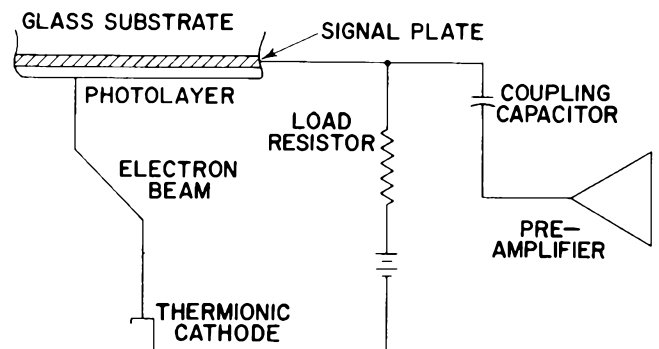 GLASS SUBSTRATE
SIGNAL PLATE
PHOTOLAYER
COUPLING
CAPACITOR
LOAD
RESISTOR
ELECTRON
BEAM
PRE-
AMPLIFIER
THERMIONIC
CATHODE